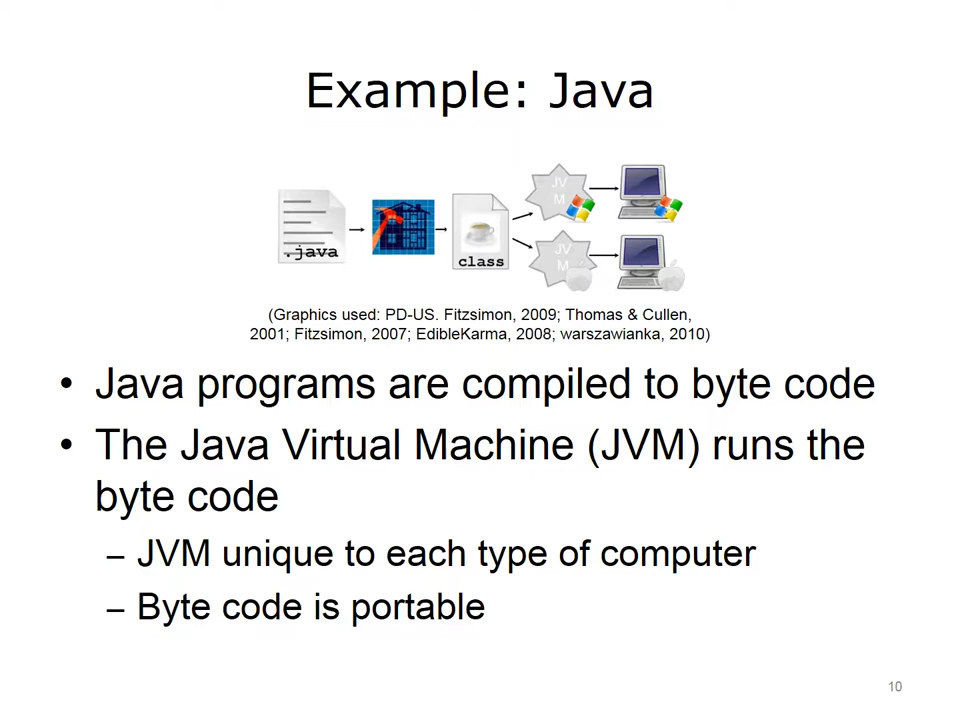 Example: Java
JV
M
.java
class
JV
M
(Graphics used: PD-US. Fitzsimon, 2009; Thomas & Cullen,
2001; Fitzsimon, 2007; EdibleKarma, 2008; warszawianka, 2010)
• Java programs are compiled to byte code
• The Java Virtual Machine (JVM) runs the
byte code
– JVM unique to each type of computer
– Byte code is portable
10